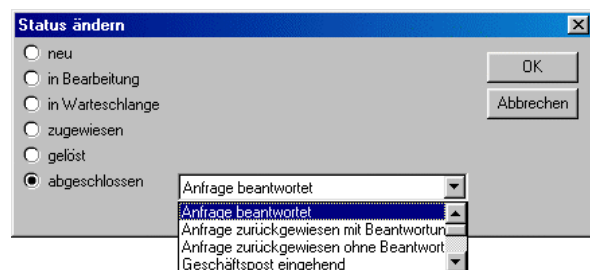 Status ändern
neu
in Bearbeitung
OK
in Warteschlange
Abbrechen
zugewiesen
gelöst
abgeschlossen
Anfrage beantwortet
Anfrage beantwortet
Anfrage zurückgewiesen mit Beantwortun
Anfrage zurückgewiesen ohne Beantwort
Geschäftspost eingehend